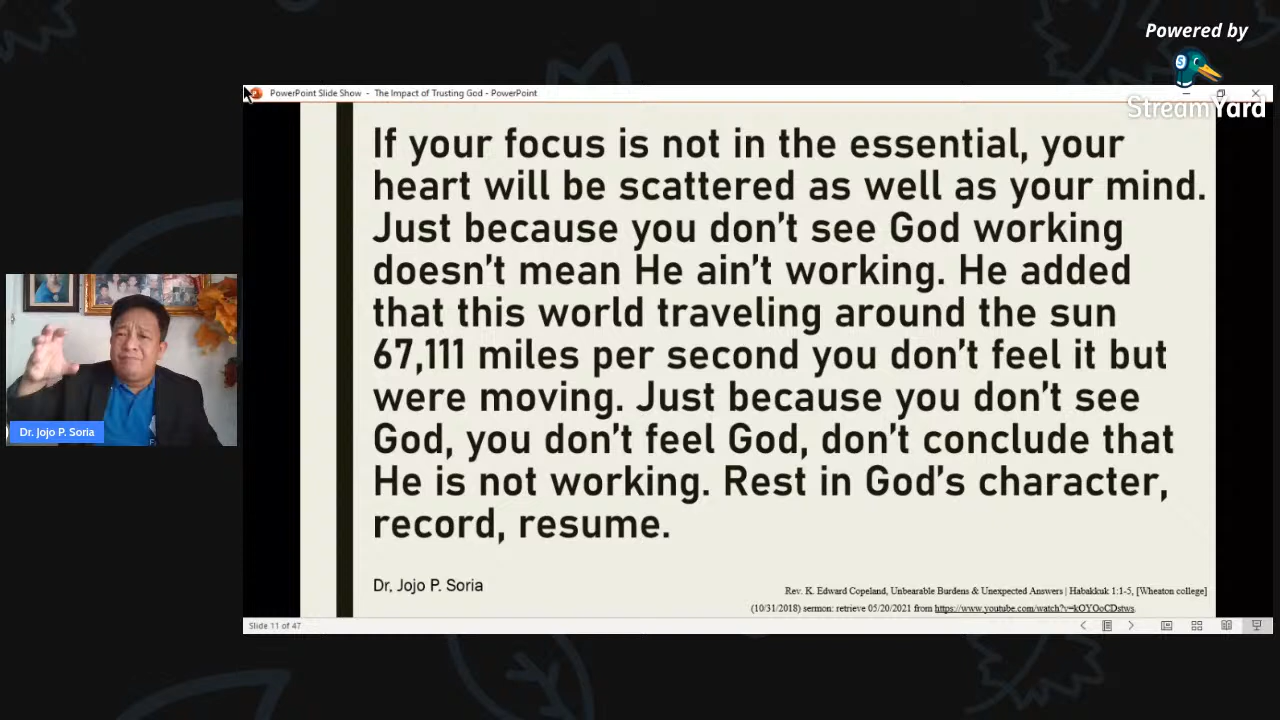 Powered by
StreamYard
PowerPoint Slide Show - The Impact of Trusting God - PowerPoint
If your focus is not in the essential, your
heart will be scattered as well as your mind.
Just because you don't see God working
doesn't mean He ain't working. He added
that this world traveling around the sun
67,111 miles per second you don't feel it but
were moving. Just because you don't see
God, you don't feel God, don't conclude that
He is not working. Rest in God's character,
record, resume.
Dr. Jojo P. Soria
Dr, Jojo P. Soria
Rev. K. Edward Copeland, Unbearable Burdens & Unexpected Answers | Habakkuk 1:1-5, [Wheaton college]
(10/31/2018) sermon: retrieve 05/20/2021 from https://www.youtube.com/watch?v=kOYOoCDstws.
Slide 11 of 47